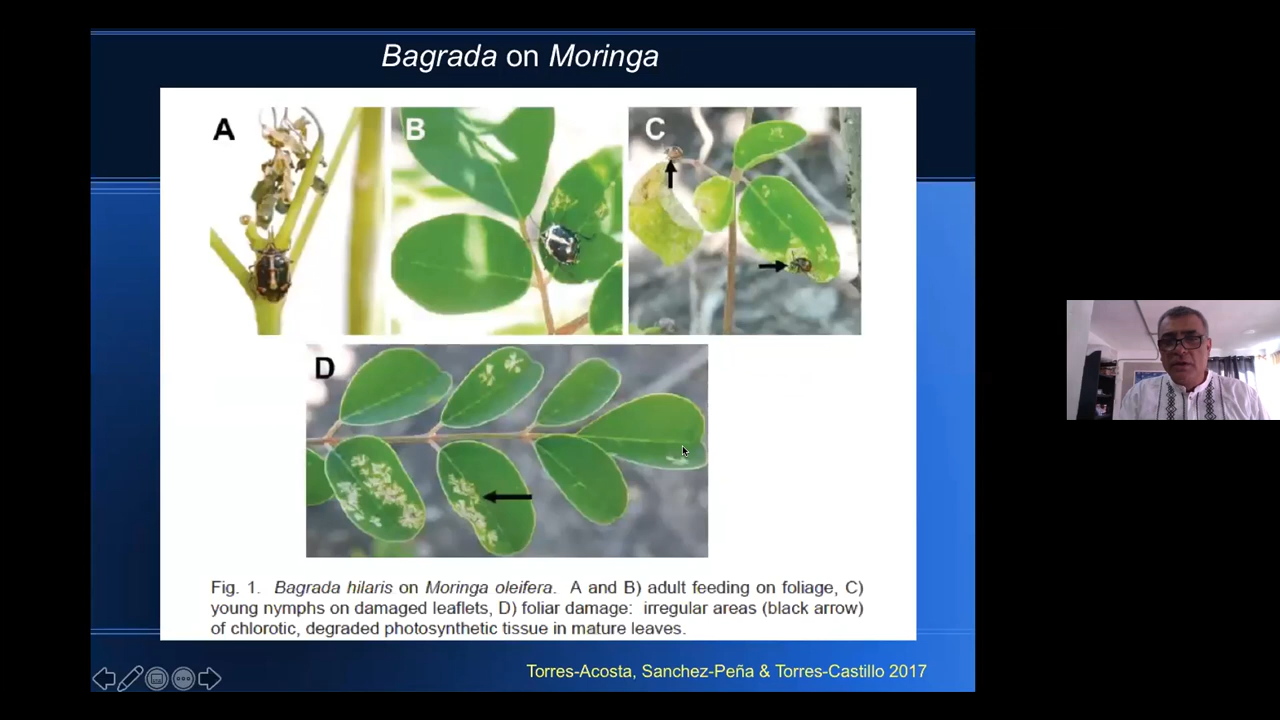 Bagrada on Moringa
A
B
C
D
Fig. 1. Bagrada hilaris on Moringa oleifera. A and B) adult feeding on foliage, C)
young nymphs on damaged leaflets, D) foliar damage: irregular areas (black arrow)
of chlorotic, degraded photosynthetic tissue in mature leaves.
Torres-Acosta, Sanchez-Peña & Torres-Castillo 2017